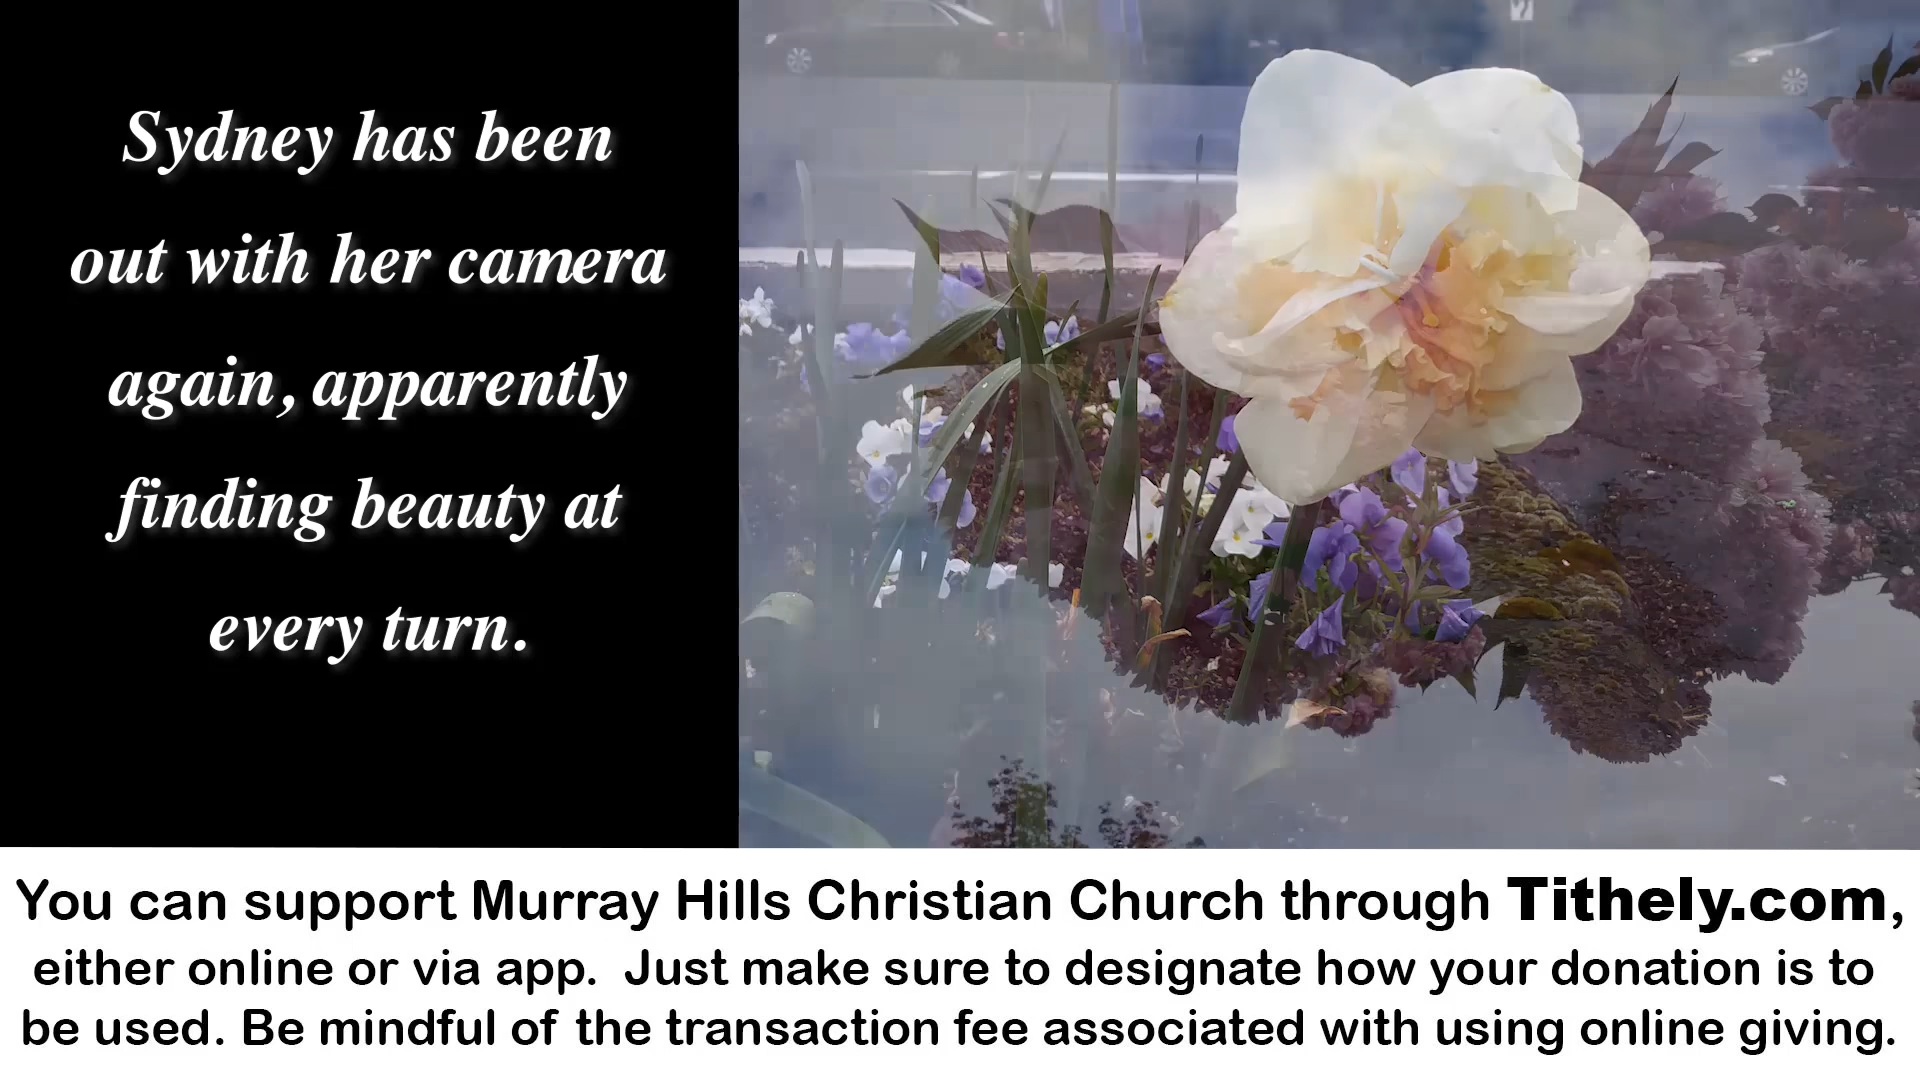 Sydney has been
out with her camera
again, apparently
finding beauty at
every turn.
You can support Murray Hills Christian Church through Tithely.com,
either online or via app. Just make sure to designate how your donation is to
be used. Be mindful of the transaction fee associated with using online giving.